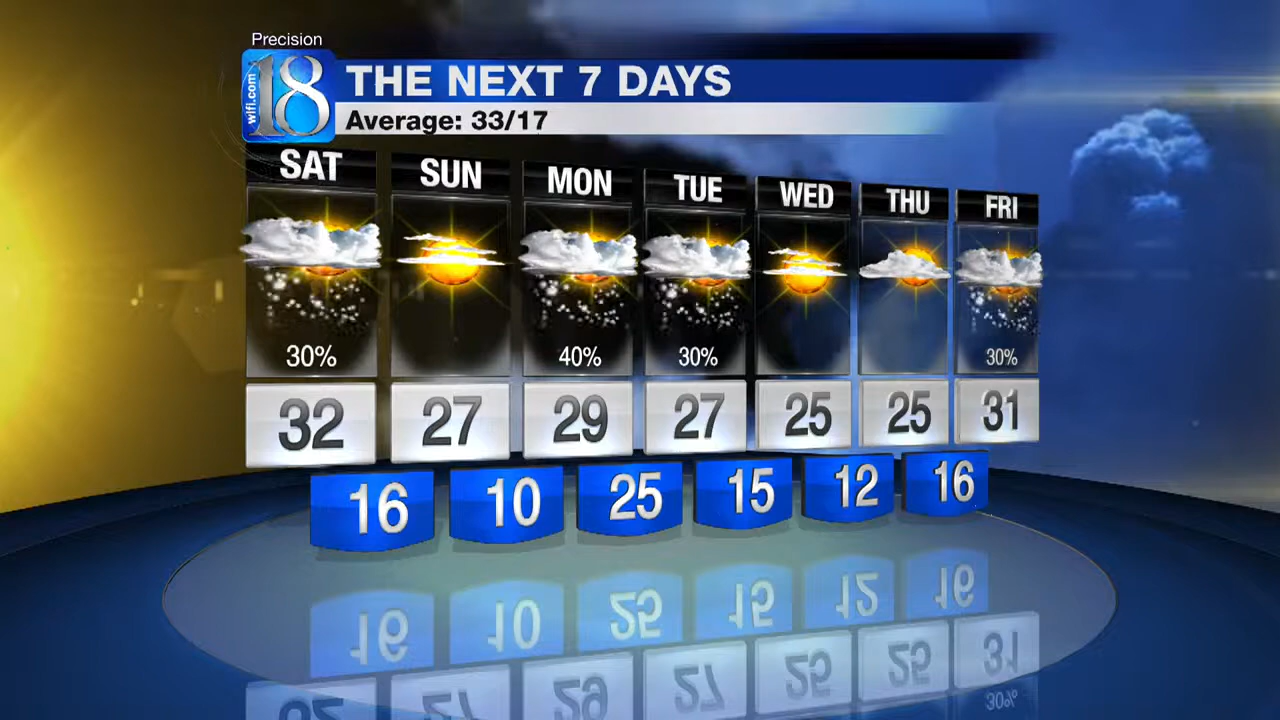 Precision
wlfi.com
18
THE NEXT 7 DAYS
Average: 33/17
SAT SUN MON TUE WED THU FRI
30% 40% 30% 30%
32 27 29 27 25 25 31
16 10 25 15 12 16